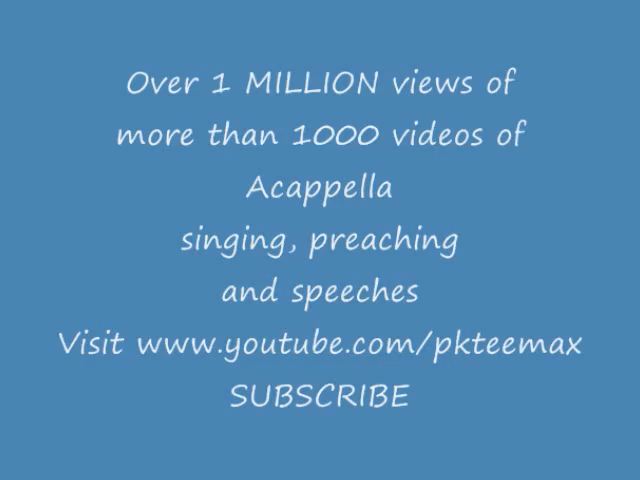 Over 1 MILLION views of
more than 1000 videos of
Acappella
singing, preaching
and speeches
Visit www.youtube.com/pkteemax
SUBSCRIBE